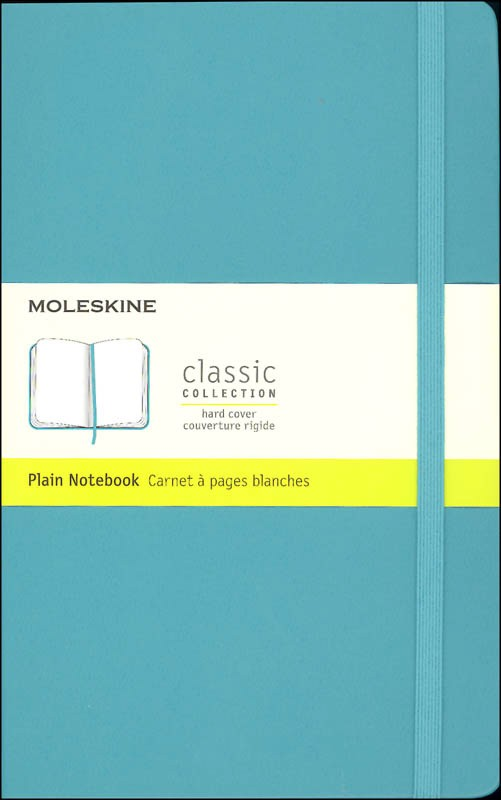 MOLESKINE
classic
COLLECTION
hard cover
couverture rigide
Plain Notebook Carnet à pages blanches